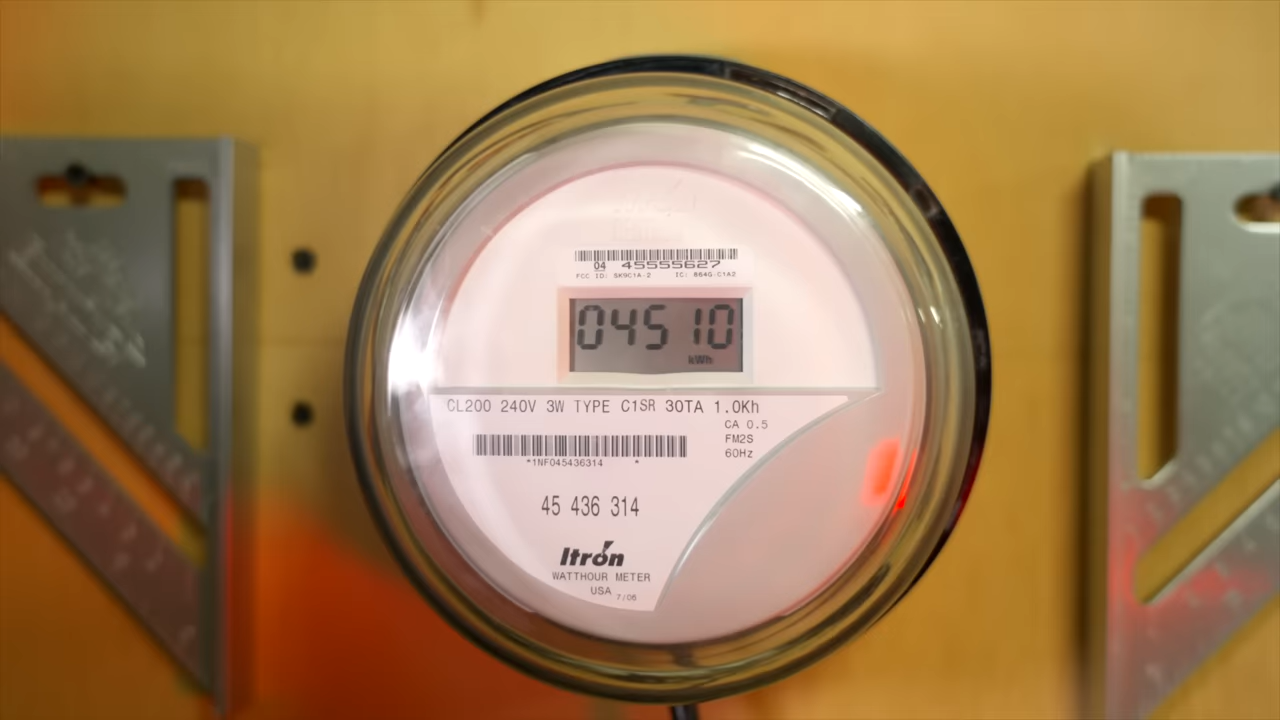 04 45555627
FCC ID: SK9C1A-2 IC: 864G-C1A2
04510
kWh
CL200 240V 3W TYPE C1SR 30TA 1.0Kh
CA 0.5
FM2S
60Hz
*1NF045436314 *
45 436 314
Itrón
WATTHOUR METER
USA 7/06